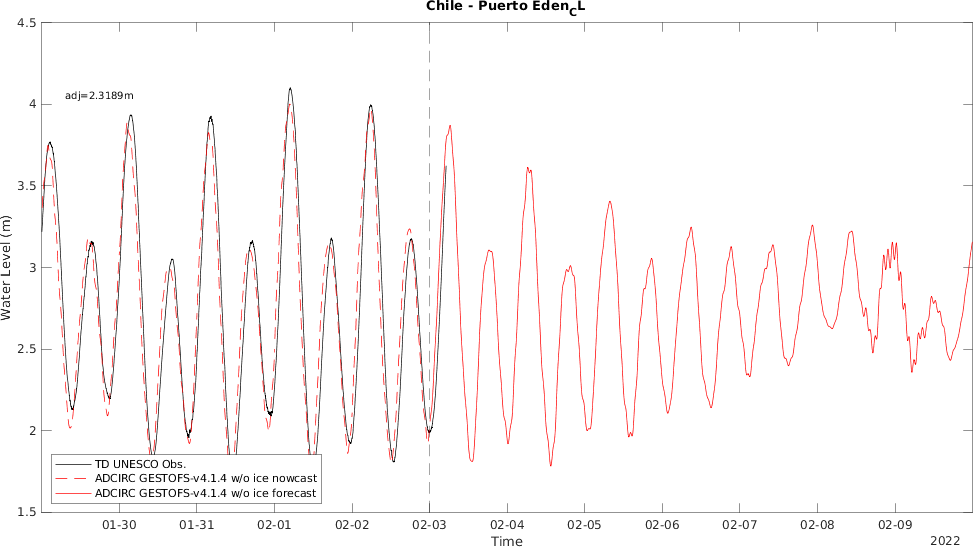 Chile - Puerto Eden_CL
4.5
4
3.5
3
2.5
2
1.5
Water Level (m)
adj=2.3189m
TD UNESCO Obs.
ADCIRC GESTOFS-v4.1.4 w/o ice nowcast
ADCIRC GESTOFS-v4.1.4 w/o ice forecast
01-30 01-31 02-01 02-02 02-03 02-04 02-05 02-06 02-07 02-08 02-09
Time
2022